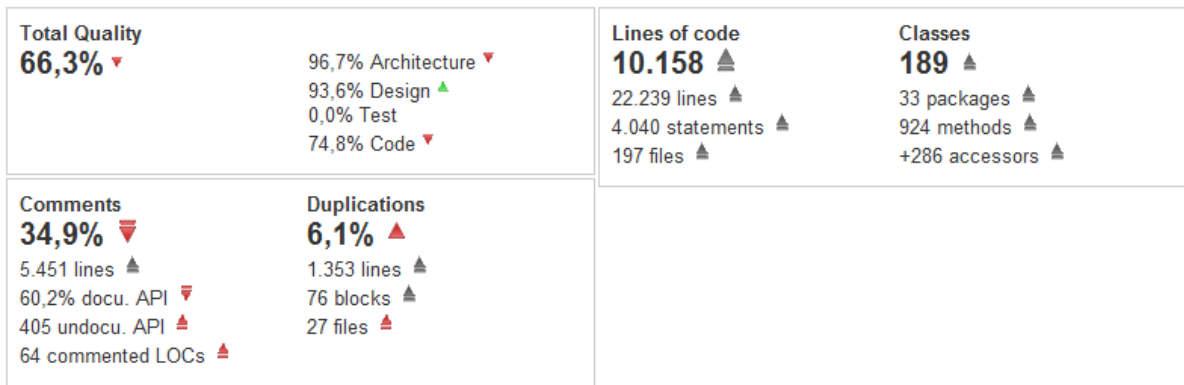 Total Quality
66,3%
96,7% Architecture
93,6% Design
0,0% Test
74,8% Code
Lines of code
10.158
22.239 lines
4.040 statements
197 files
Classes
189
33 packages
924 methods
+286 accessors
Comments
34,9%
5.451 lines
60,2% docu. API
405 undocu. API
64 commented LOCs
Duplications
6,1%
1.353 lines
76 blocks
27 files